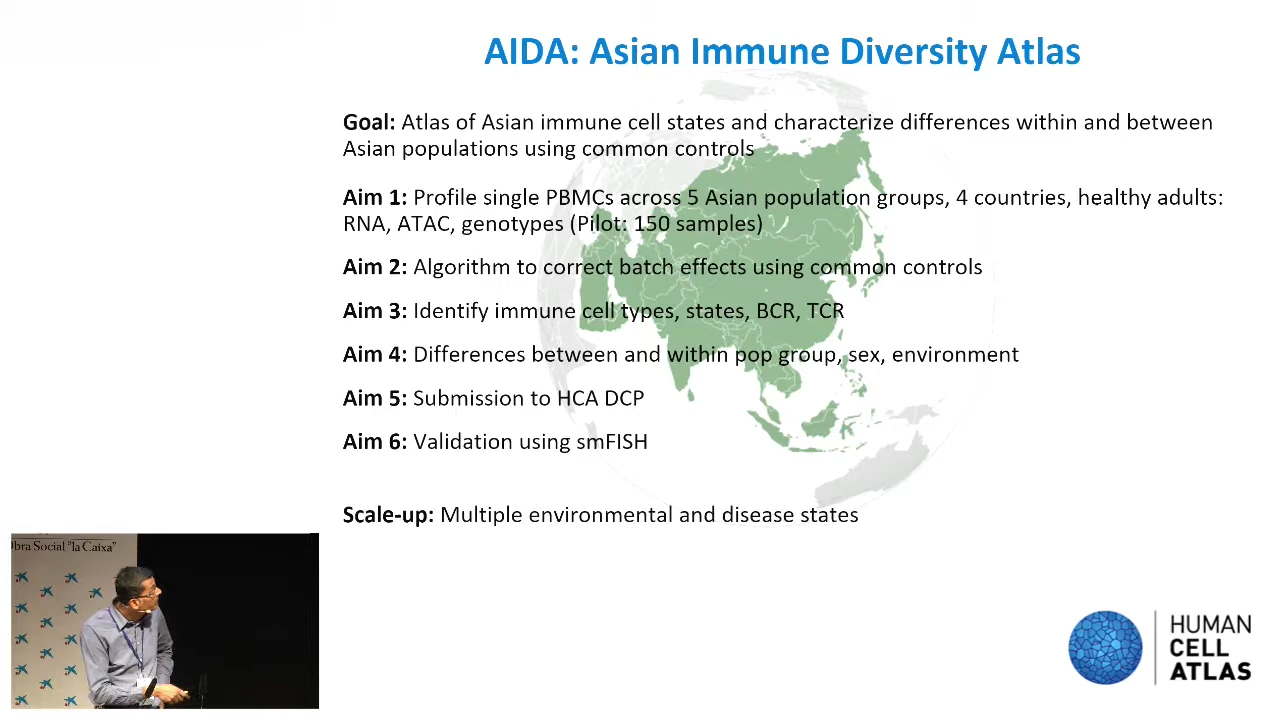 AIDA: Asian Immune Diversity Atlas
Goal: Atlas of Asian immune cell states and characterize differences within and between
Asian populations using common controls
Aim 1: Profile single PBMCs across 5 Asian population groups, 4 countries, healthy adults:
RNA, ATAC, genotypes (Pilot: 150 samples)
Aim 2: Algorithm to correct batch effects using common controls
Aim 3: Identify immune cell types, states, BCR, TCR
Aim 4: Differences between and within pop group, sex, environment
Aim 5: Submission to HCA DCP
Aim 6: Validation using smFISH
Scale-up: Multiple environmental and disease states
Obra Social "la Caixa"
HUMAN
CELL
ATLAS